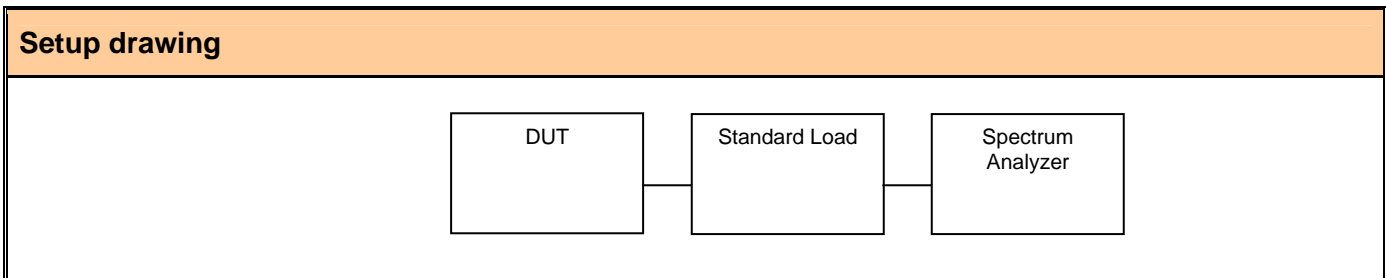 Setup drawing
DUT
Standard Load
Spectrum
Analyzer